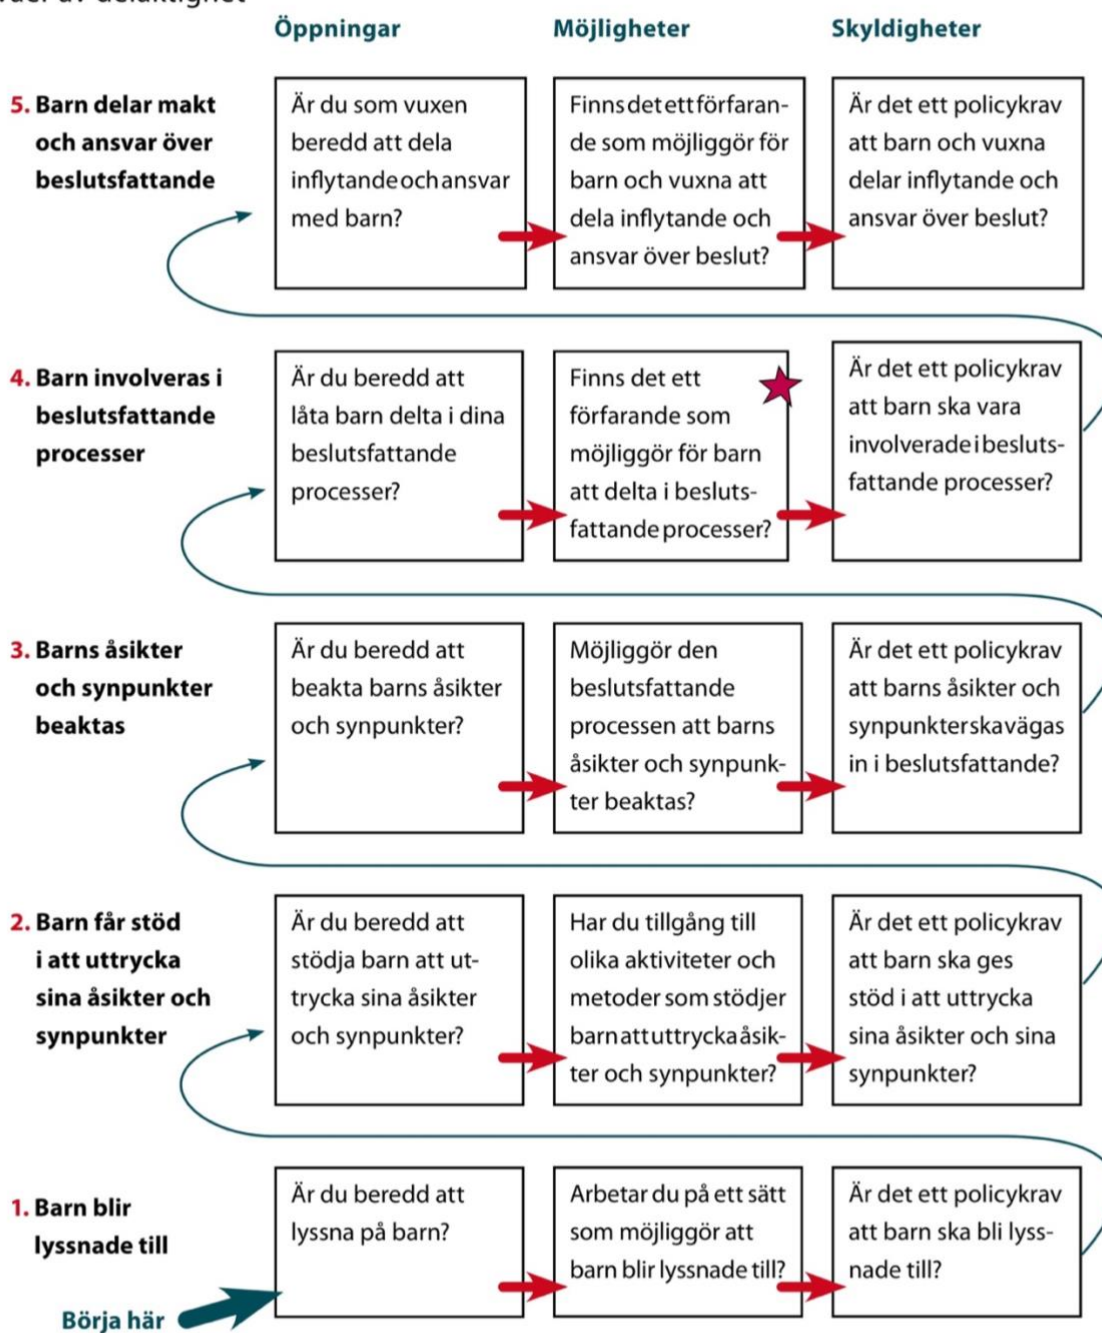 av delaktighet
Öppningar
Möjligheter
Skyldigheter
5. Barn delar makt
och ansvar över
beslutsfattande
Är du som vuxen
beredd att dela
inflytande och ansvar
med barn?
Finns det ett förfaran-
de som möjliggör för
barn och vuxna att
dela inflytande och
ansvar över beslut?
Är det ett policykrav
att barn och vuxna
delar inflytande och
ansvar över beslut?
4. Barn involveras i
beslutsfattande
processer
Är du beredd att
låta barn delta i dina
beslutsfattande
processer?
Finns det ett
förfarande som
möjliggör för barn
att delta i besluts-
fattande processer?
Är det ett policykrav
att barn ska vara
involverade i besluts-
fattande processer?
3. Barns åsikter
och synpunkter
beaktas
Är du beredd att
beakta barns åsikter
och synpunkter?
Möjliggör den
beslutsfattande
processen att barns
åsikter och synpunk-
ter beaktas?
Är det ett policykrav
att barns åsikter och
synpunkter ska vägas
in i beslutsfattande?
2. Barn får stöd
i att uttrycka
sina åsikter och
synpunkter
Är du beredd att
stödja barn att ut-
trycka sina åsikter
och synpunkter?
Har du tillgång till
olika aktiviteter och
metoder som stödjer
barn att uttrycka åsik-
ter och synpunkter?
Är det ett policykrav
att barn ska ges
stöd i att uttrycka
sina åsikter och sina
synpunkter?
1. Barn blir
lyssnade till
Är du beredd att
lyssna på barn?
Arbetar du på ett sätt
som möjliggör att
barn blir lyssnade till?
Är det ett policykrav
att barn ska bli lyss-
nade till?
Börja här